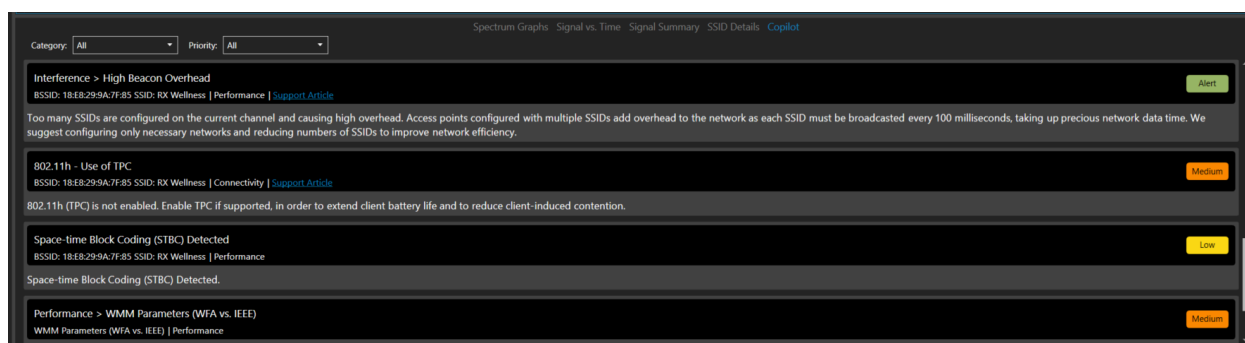 Spectrum Graphs Signal vs. Time Signal Summary SSID Details Copilot
Category: All Priority: All
Interference > High Beacon Overhead
Alert
BSSID: 18:E8:29:9A:7F:85 SSID: RX Wellness | Performance | Support Article
Too many SSIDs are configured on the current channel and causing high overhead. Access points configured with multiple SSIDs add overhead to the network as each SSID must be broadcasted every 100 milliseconds, taking up precious network data time. We
suggest configuring only necessary networks and reducing numbers of SSIDs to improve network efficiency.
802.11h - Use of TPC
Medium
BSSID: 18:E8:29:9A:7F:85 SSID: RX Wellness | Connectivity | Support Article
802.11h (TPC) is not enabled. Enable TPC if supported, in order to extend client battery life and to reduce client-induced contention.
Space-time Block Coding (STBC) Detected
Low
BSSID: 18:E8:29:9A:7F:85 SSID: RX Wellness | Performance
Space-time Block Coding (STBC) Detected.
Performance > WMM Parameters (WFA vs. IEEE)
Medium
WMM Parameters (WFA vs. IEEE) | Performance